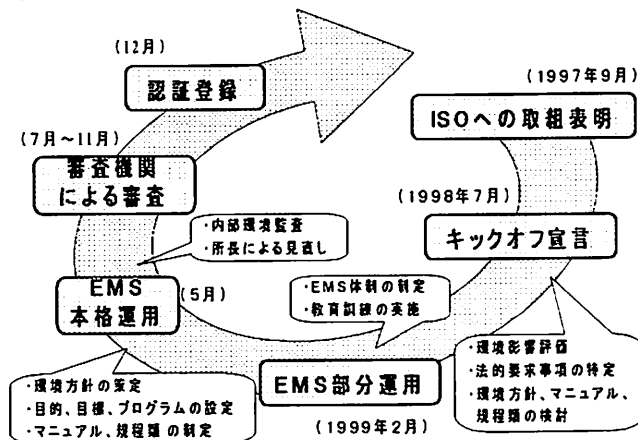 (1997年9月)
ISOへの取組表明
(1998年7月)
キックオフ宣言
・環境影響評価
・法的要求事項の特定
・環境方針、マニュアル、
規程類の検討
・EMS体制の制定
・教育訓練の実施
EMS部分運用
(1999年2月)
・環境方針の策定
・目的、目標、プログラムの設定
・マニュアル、規程類の制定
EMS
本格運用
(5月)
・内部環境監査
・所長による見直し
(7月～11月)
審査機関
による審査
(12月)
認証登録